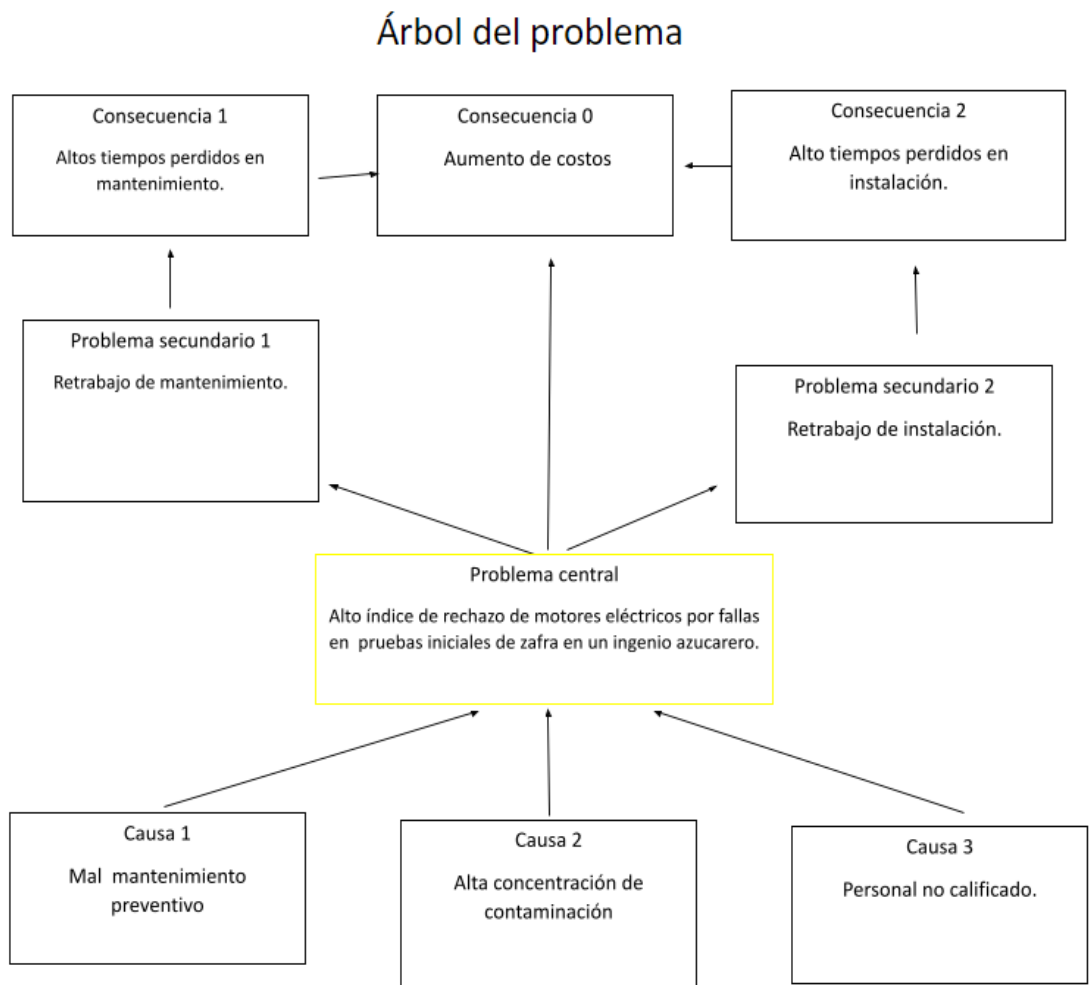 Árbol del problema
Consecuencia 1
Altos tiempos perdidos en
mantenimiento.
Consecuencia 0
Aumento de costos
Consecuencia 2
Alto tiempos perdidos en
instalación.
Problema secundario 1
Retrabajo de mantenimiento.
Problema secundario 2
Retrabajo de instalación.
Problema central
Alto índice de rechazo de motores eléctricos por fallas
en pruebas iniciales de zafra en un ingenio azucarero.
Causa 1
Mal mantenimiento
preventivo
Causa 2
Alta concentración de
contaminación
Causa 3
Personal no calificado.